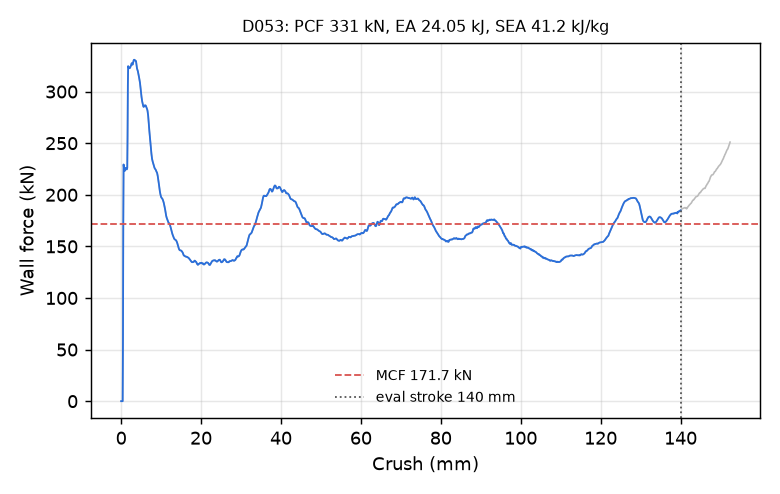 D053: PCF 331 kN, EA 24.05 kJ, SEA 41.2 kJ/kg
Wall force (kN)
300
250
200
150
100
50
0
MCF 171.7 kN
eval stroke 140 mm
0 20 40 60 80 100 120 140
Crush (mm)